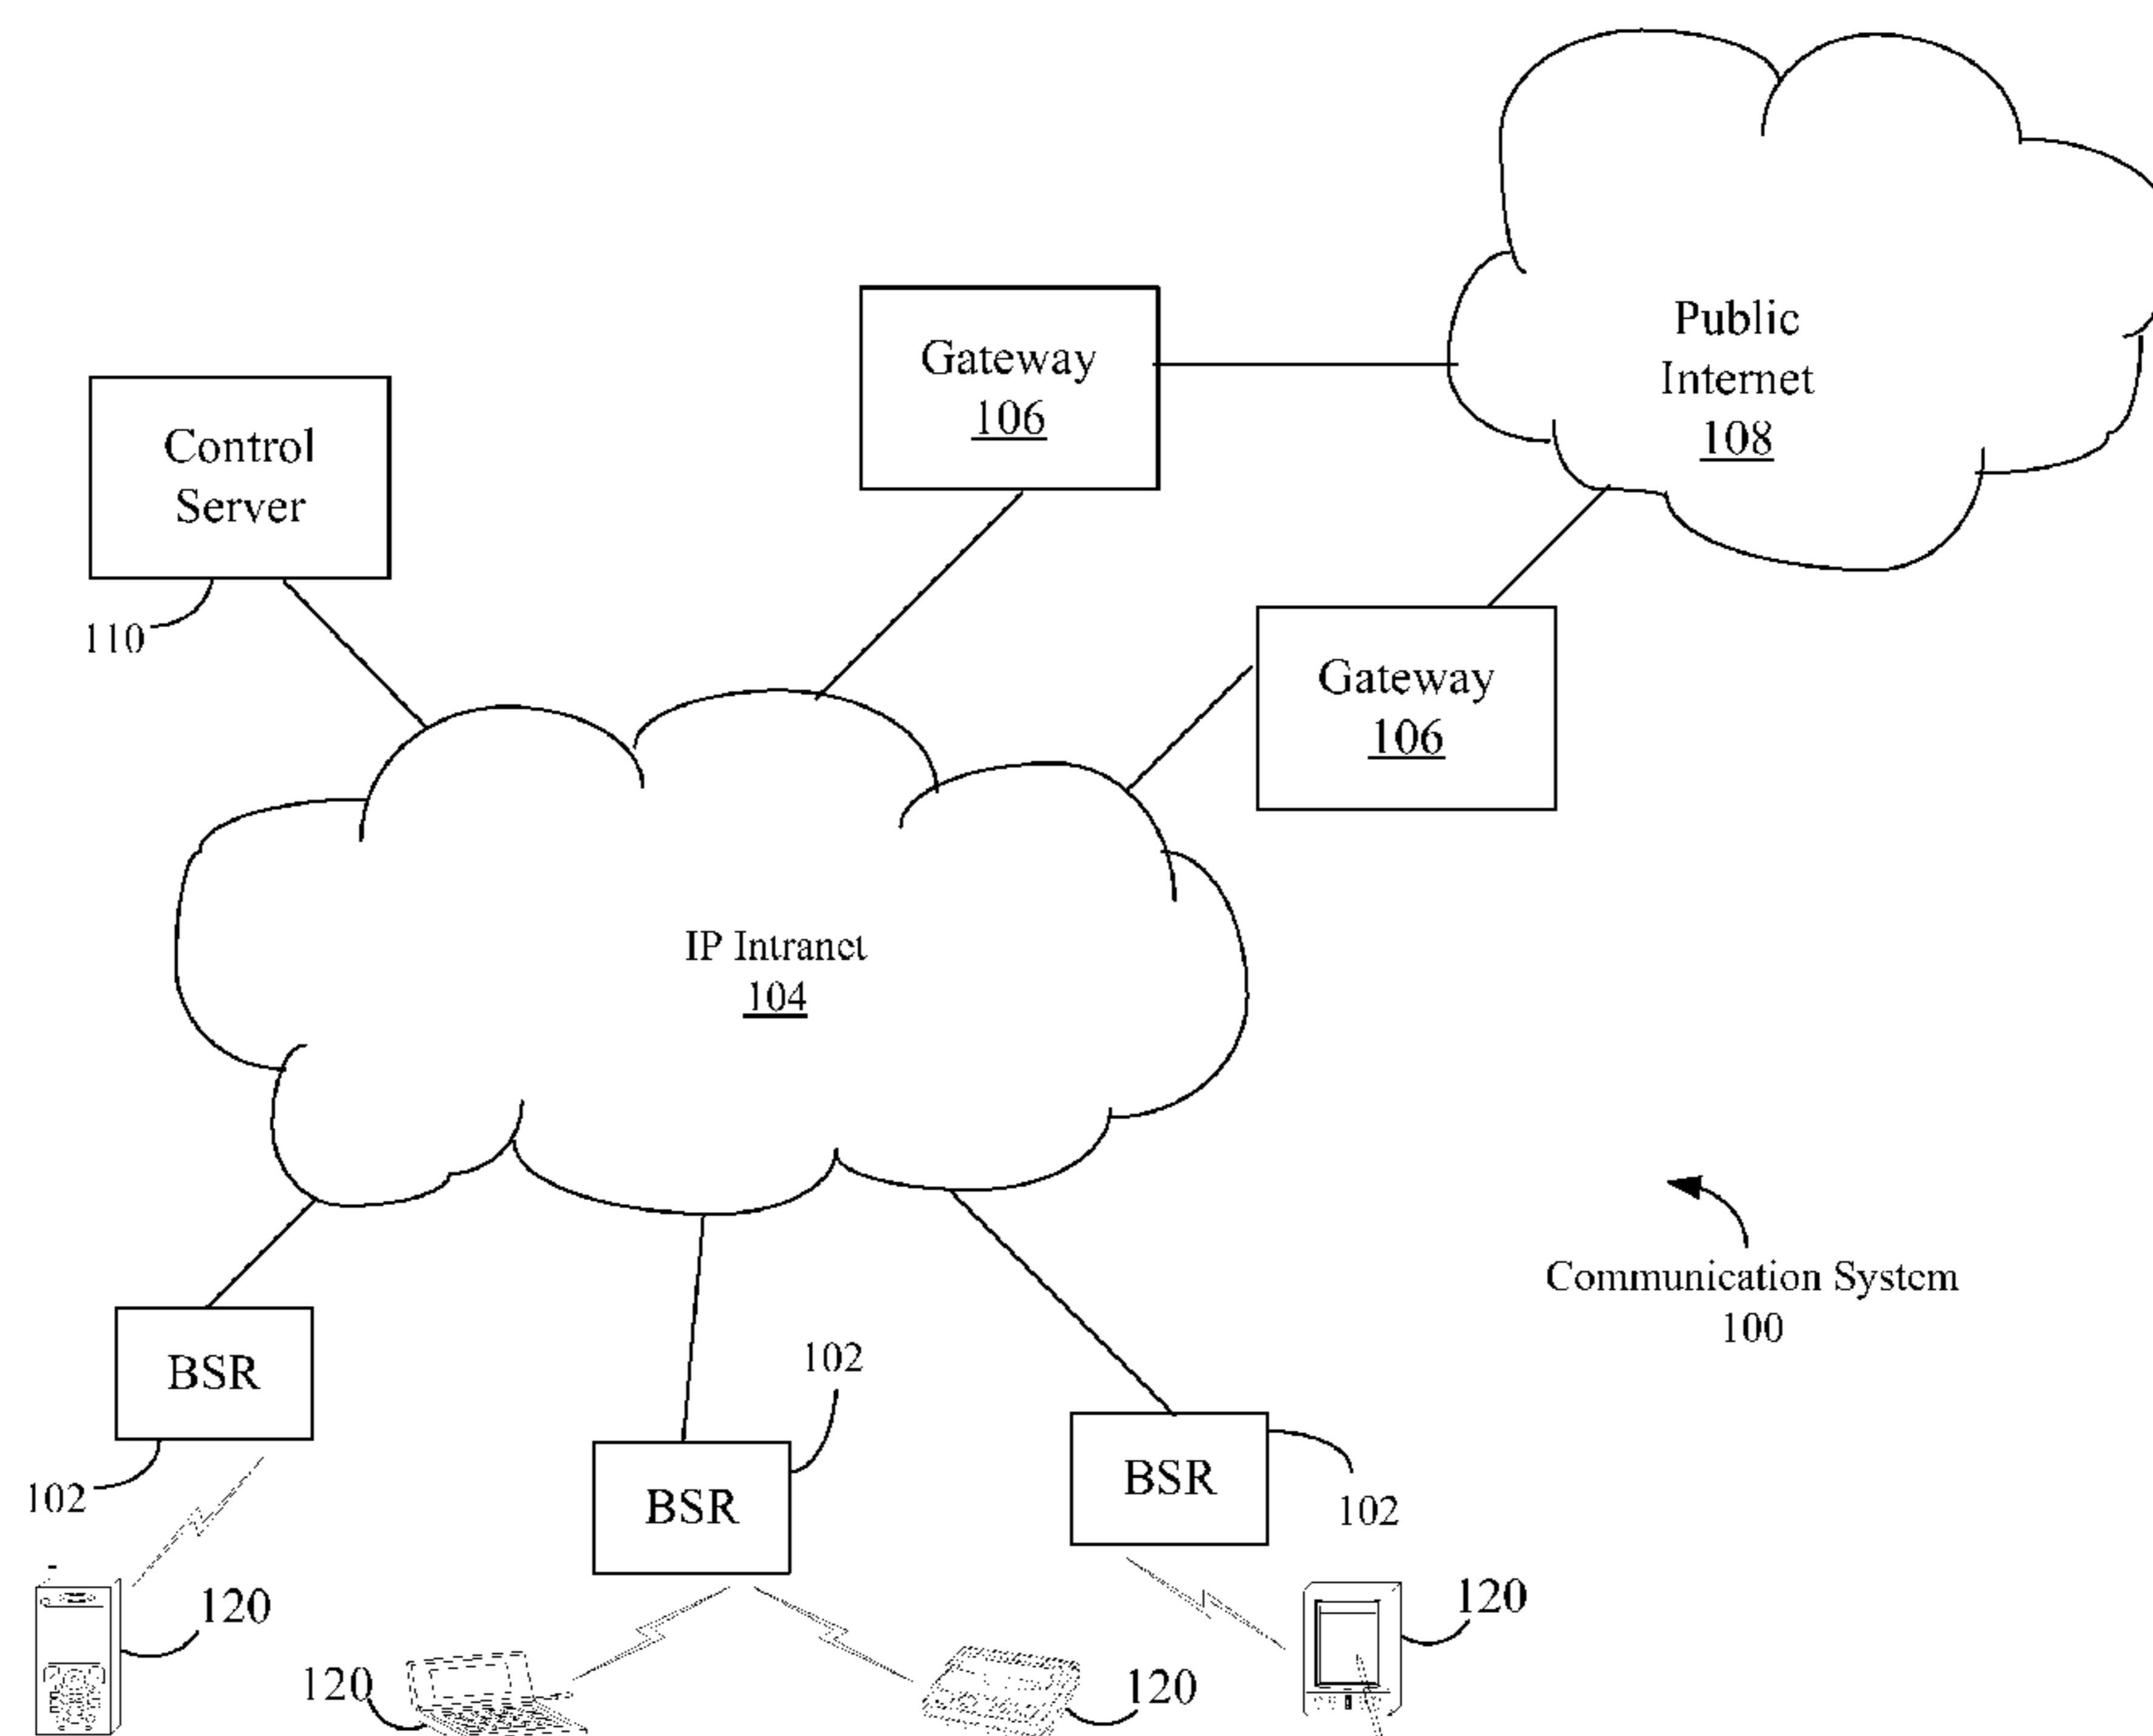 Public
Internet
108
Gateway
106
Control
Server
110
Gateway
106
IP Intranet
104
Communication System
100
BSR
102
BSR
102
BSR
102
120
120
120
120